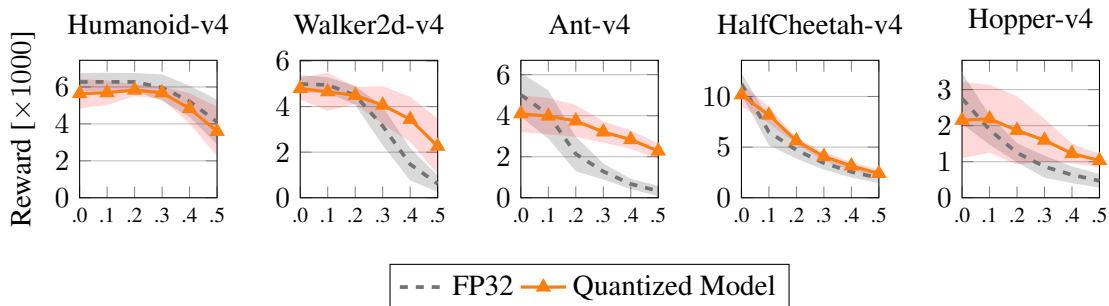 Humanoid-v4
Walker2d-v4
Ant-v4
HalfCheetah-v4
Hopper-v4
Reward [×1000]
6
4
2
0
.0 .1 .2 .3 .4 .5
6
4
2
0
.0 .1 .2 .3 .4 .5
6
4
2
0
.0 .1 .2 .3 .4 .5
10
5
0
.0 .1 .2 .3 .4 .5
3
2
1
0
.0 .1 .2 .3 .4 .5
FP32 Quantized Model